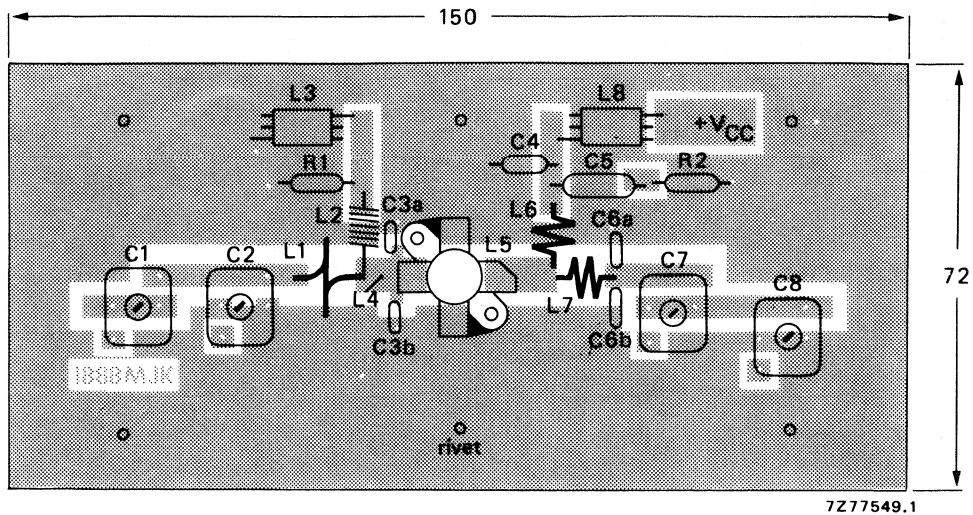 150
L3
L8
+VCC
C4
R1
C5
R2
L2
C3a
L6
C6a
C1
C2
L1
L5
C7
72
L4
L7
C8
C3b
C6b
1888MJK
rivet
7Z77549.1